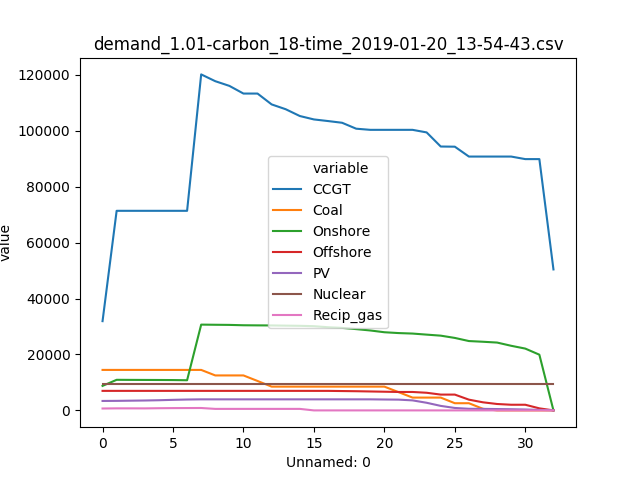 demand_1.01-carbon_18-time_2019-01-20_13-54-43.csv
120000
100000
80000
60000
40000
20000
0
value
variable
CCGT
Coal
Onshore
Offshore
PV
Nuclear
Recip_gas
0 5 10 15 20 25 30
Unnamed: 0